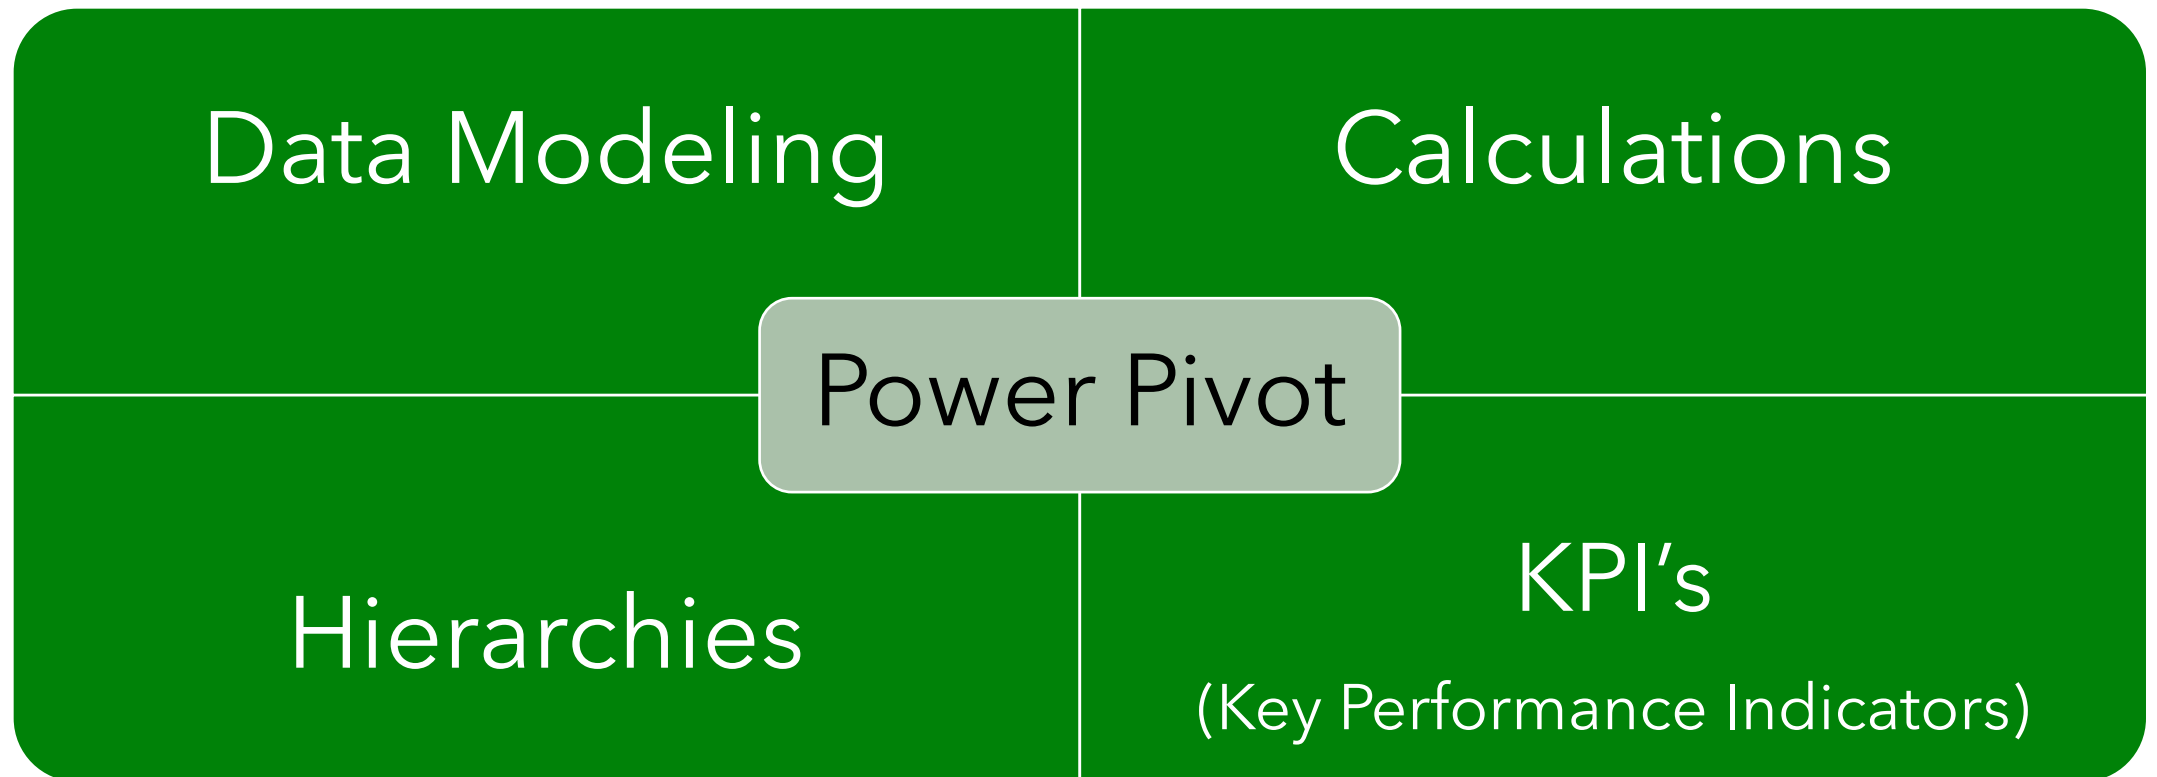 Data Modeling
Calculations
Power Pivot
Hierarchies
KPI’s
(Key Performance Indicators)